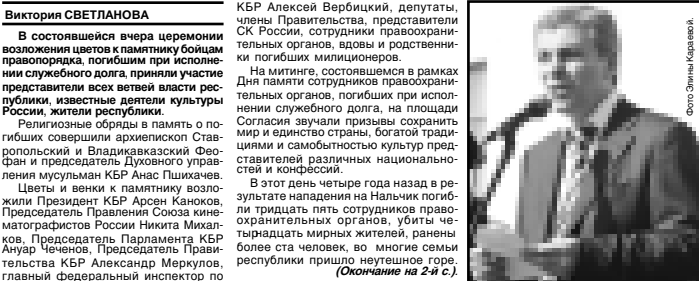 Виктория СВЕТЛАНОВА
В состоявшейся вчера церемонии
возложения цветов к памятнику бойцам
правопорядка, погибшим при исполне-
нии служебного долга, приняли участие
представители всех ветвей власти рес-
публики, известные деятели культуры
России, жители республики.
Религиозные обряды в память о по-
гибших совершили архиепископ Став-
ропольский и Владикавказский Фео-
фан и председатель Духовного управ-
ления мусульман КБР Анас Пшихачев.
Цветы и венки к памятнику возло-
жили Президент КБР Арсен Каноков,
Председатель Правления Союза кине-
матографистов России Никита Михал-
ков, Председатель Парламента КБР
Ануар Чеченов, Председатель Прави-
тельства КБР Александр Меркулов,
главный федеральный инспектор по
КБР Алексей Вербицкий, депутаты,
члены Правительства, представители
СК России, сотрудники правоохрани-
тельных органов, вдовы и родственни-
ки погибших милиционеров.
На митинге, состоявшемся в рамках
Дня памяти сотрудников правоохрани-
тельных органов, погибших при испол-
нении служебного долга, на площади
Согласия звучали призывы сохранить
мир и единство страны, богатой тради-
циями и самобытностью культур пред-
ставителей различных национально-
стей и конфессий.
В этот день четыре года назад в ре-
зультате нападения на Нальчик погиб-
ли тридцать пять сотрудников право-
охранительных органов, убиты че-
тырнадцать мирных жителей, ранены
более ста человек, во многие семьи
республики пришло неутешное горе.
(Окончание на 2-й с.).
Фото Элины Караевой.